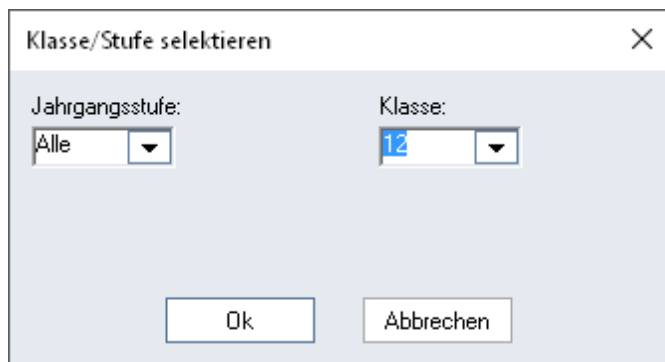 Klasse/Stufe selektieren
Jahrgangsstufe: Klasse:
Alle 12
Ok Abbrechen